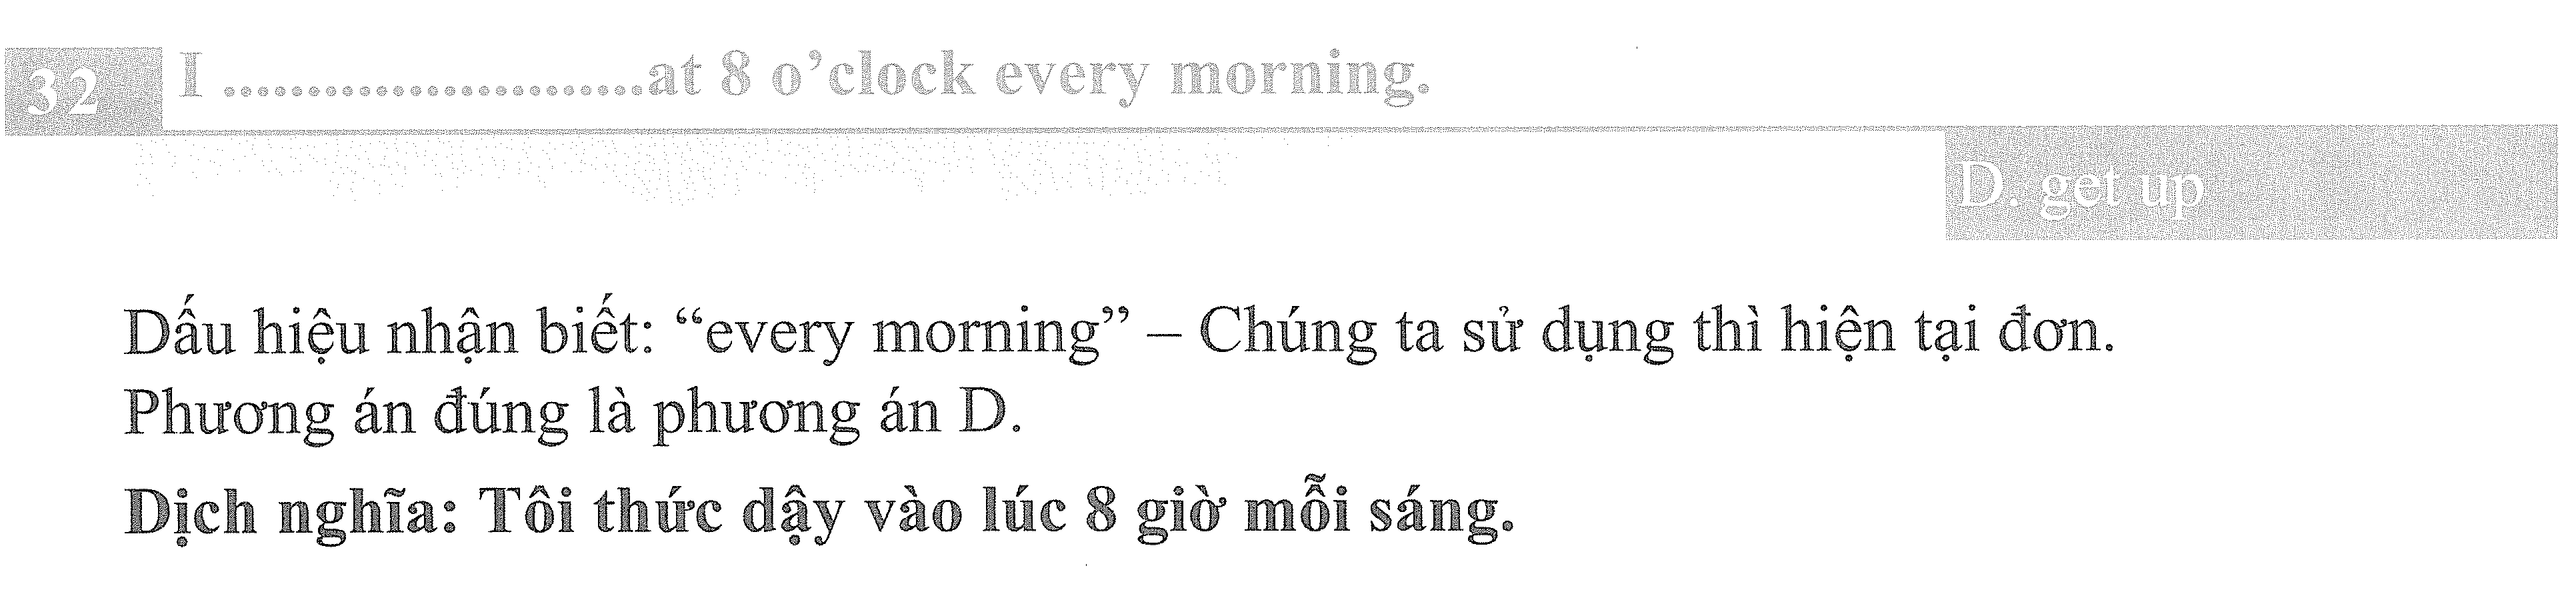 32 I ........................at 8 o’clock every morning.
D. get up
Dấu hiệu nhận biết: “every morning” – Chúng ta sử dụng thì hiện tại đơn.
Phương án đúng là phương án D.
Dịch nghĩa: Tôi thức dậy vào lúc 8 giờ mỗi sáng.